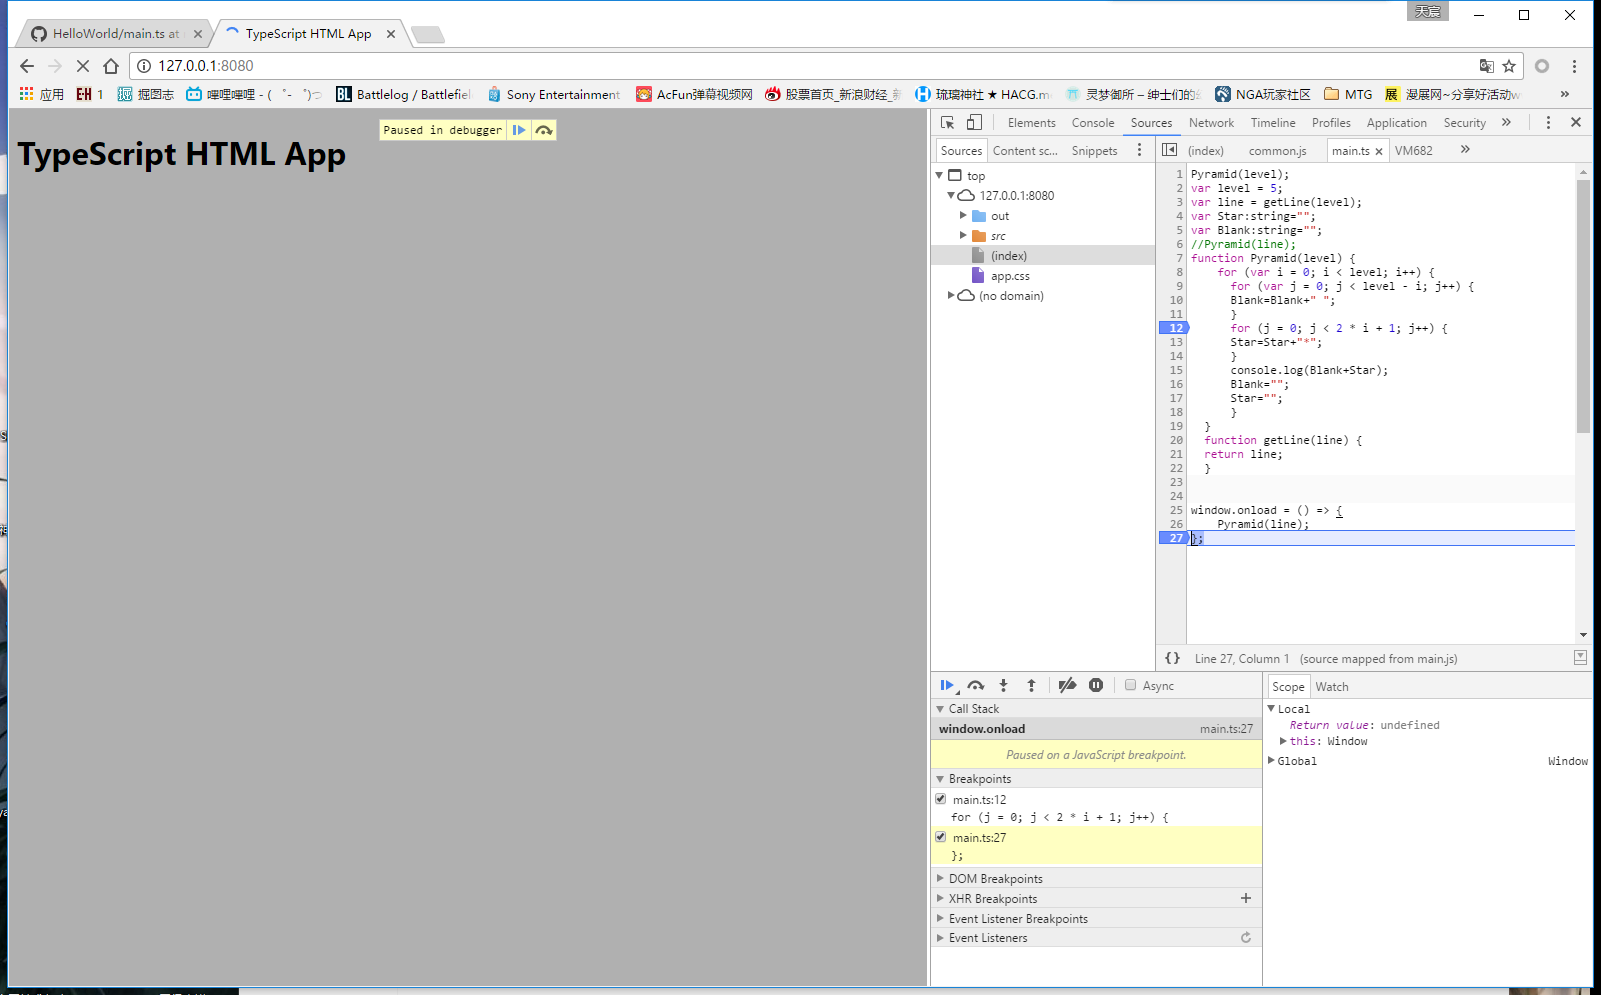 天宸
HelloWorld/main.ts at
TypeScript HTML App
127.0.0.1:8080
应用
EH 1
掘图志
嗶哩嗶哩 - ( ゜- ゜)つ
BL Battlelog / Battlefiel
Sony Entertainment
AcFun弹幕视频网
股票首页_新浪财经_新
琉璃神社 ★ HACG.m
灵梦御所 – 绅士们的
NGA玩家社区
MTG
展 漫展网~分享好活动w
»
Paused in debugger
TypeScript HTML App
Elements Console Sources Network Timeline Profiles Application Security »
Sources Content sc... Snippets
(index) common.js main.ts × VM682 »
top
127.0.0.1:8080
out
src
(index)
app.css
(no domain)
1 Pyramid(level);
2 var level = 5;
3 var line = getLine(level);
4 var Star:string="";
5 var Blank:string="";
6 //Pyramid(line);
7 function Pyramid(level) {
8 for (var i = 0; i < level; i++) {
9 for (var j = 0; j < level - i; j++) {
10 Blank=Blank+" ";
11 }
12 for (j = 0; j < 2 * i + 1; j++) {
13 Star=Star+"*";
14 }
15 console.log(Blank+Star);
16 Blank="";
17 Star="";
18 }
19 }
20 function getLine(line) {
21 return line;
22 }
23
24
25 window.onload = () => {
26 Pyramid(line);
27 };
{} Line 27, Column 1 (source mapped from main.js)
Async
Call Stack
window.onload main.ts:27
Paused on a JavaScript breakpoint.
Breakpoints
main.ts:12
for (j = 0; j < 2 * i + 1; j++) {
main.ts:27
};
DOM Breakpoints
XHR Breakpoints +
Event Listener Breakpoints
Event Listeners
Scope Watch
Local
Return value: undefined
this: Window
Global Window